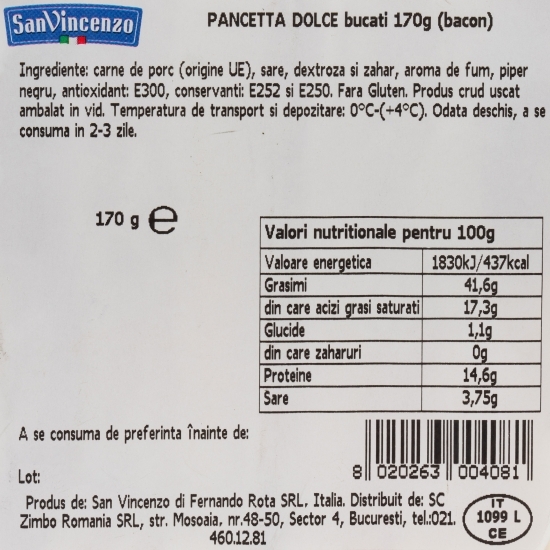 San Vincenzo
PANCETTA DOLCE bucati 170g (bacon)
Ingrediente: carne de porc (origine UE), sare, dextroza si zahar, aroma de fum, piper
negru, antioxidant: E300, conservanti: E252 si E250. Fara Gluten. Produs crud uscat
ambalat in vid. Temperatura de transport si depozitare: 0°C-(+4°C). Odata deschis, a se
consuma in 2-3 zile.
170 g e
Valori nutritionale pentru 100g
Valoare energetica 1830kJ/437kcal
Grasimi 41,6g
din care acizi grasi saturati 17,3g
Glucide 1,1g
din care zaharuri 0g
Proteine 14,6g
Sare 3,75g
A se consuma de preferinta înainte de:
8 020263 004081
Lot:
Produs de: San Vincenzo di Fernando Rota SRL. Italia. Distribuit de: SC
Zimbo Romania SRL, str. Mosoaia, nr.48-50, Sector 4, Bucuresti, tel.:021.
460.12.81
IT
1099 L
CE